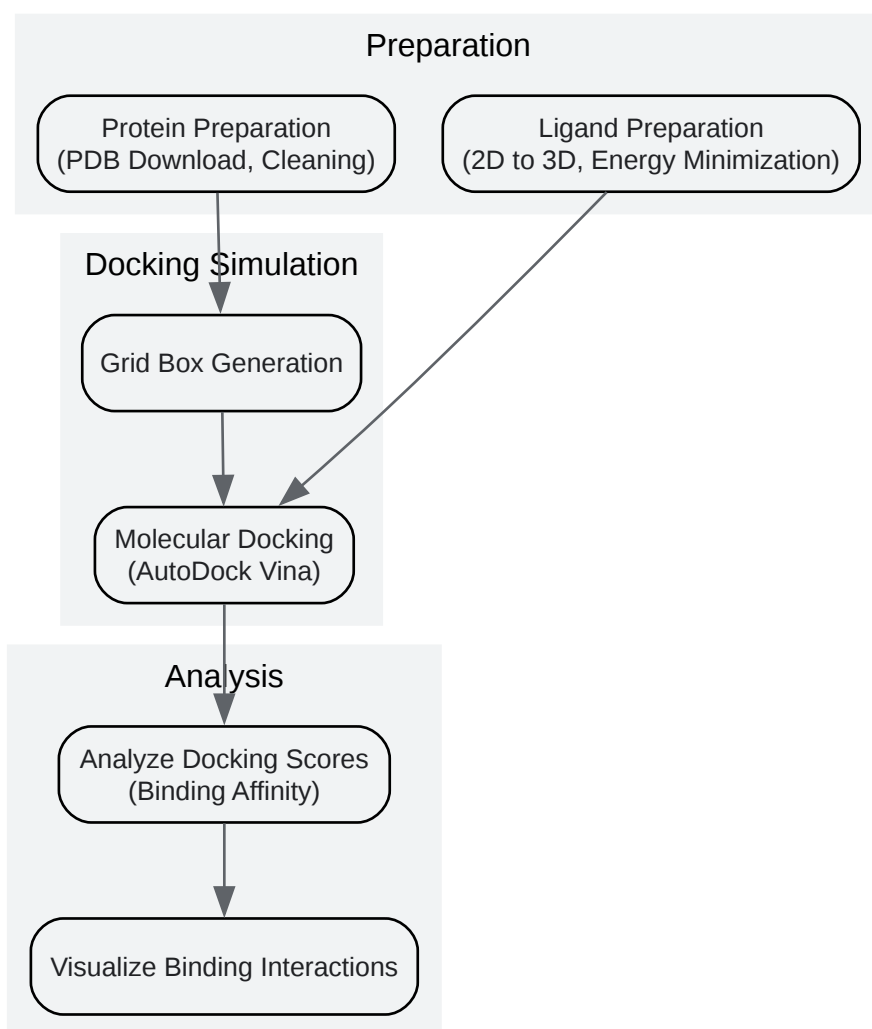 Preparation
Protein Preparation
(PDB Download, Cleaning)
Ligand Preparation
(2D to 3D, Energy Minimization)
Docking Simulation
Grid Box Generation
Molecular Docking
(AutoDock Vina)
Analysis
Analyze Docking Scores
(Binding Affinity)
Visualize Binding Interactions